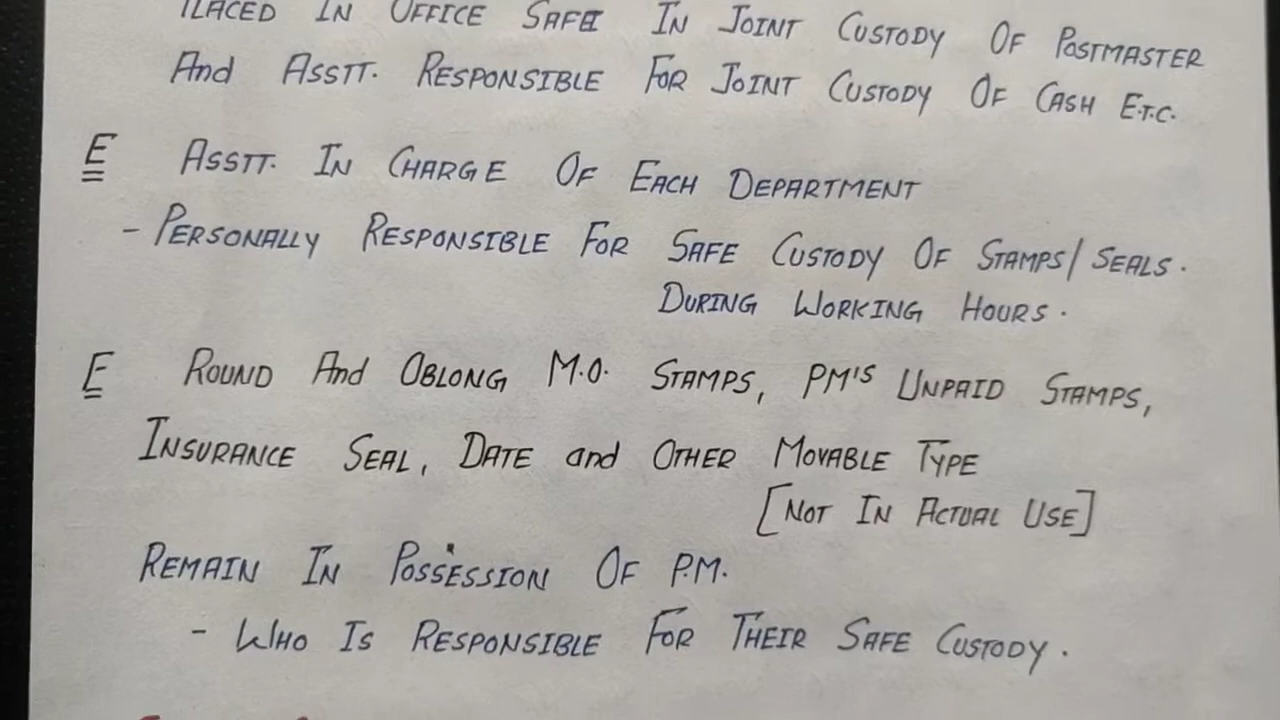 PLACED IN OFFICE SAFE IN JOINT CUSTODY OF POSTMASTER
And ASSTT. RESPONSIBLE FOR JOINT CUSTODY OF CASH E.T.C.
E ASSTT. IN CHARGE OF EACH DEPARTMENT
- PERSONALLY RESPONSIBLE FOR SAFE CUSTODY OF STAMPS/SEALS.
DURING WORKING HOURS.
E ROUND And OBLONG M.O. STAMPS, PM'S UNPAID STAMPS,
INSURANCE SEAL, DATE and OTHER MOVABLE TYPE
[NOT IN ACTUAL USE]
REMAIN IN POSSESSION OF P.M.
- WHO IS RESPONSIBLE FOR THEIR SAFE CUSTODY.